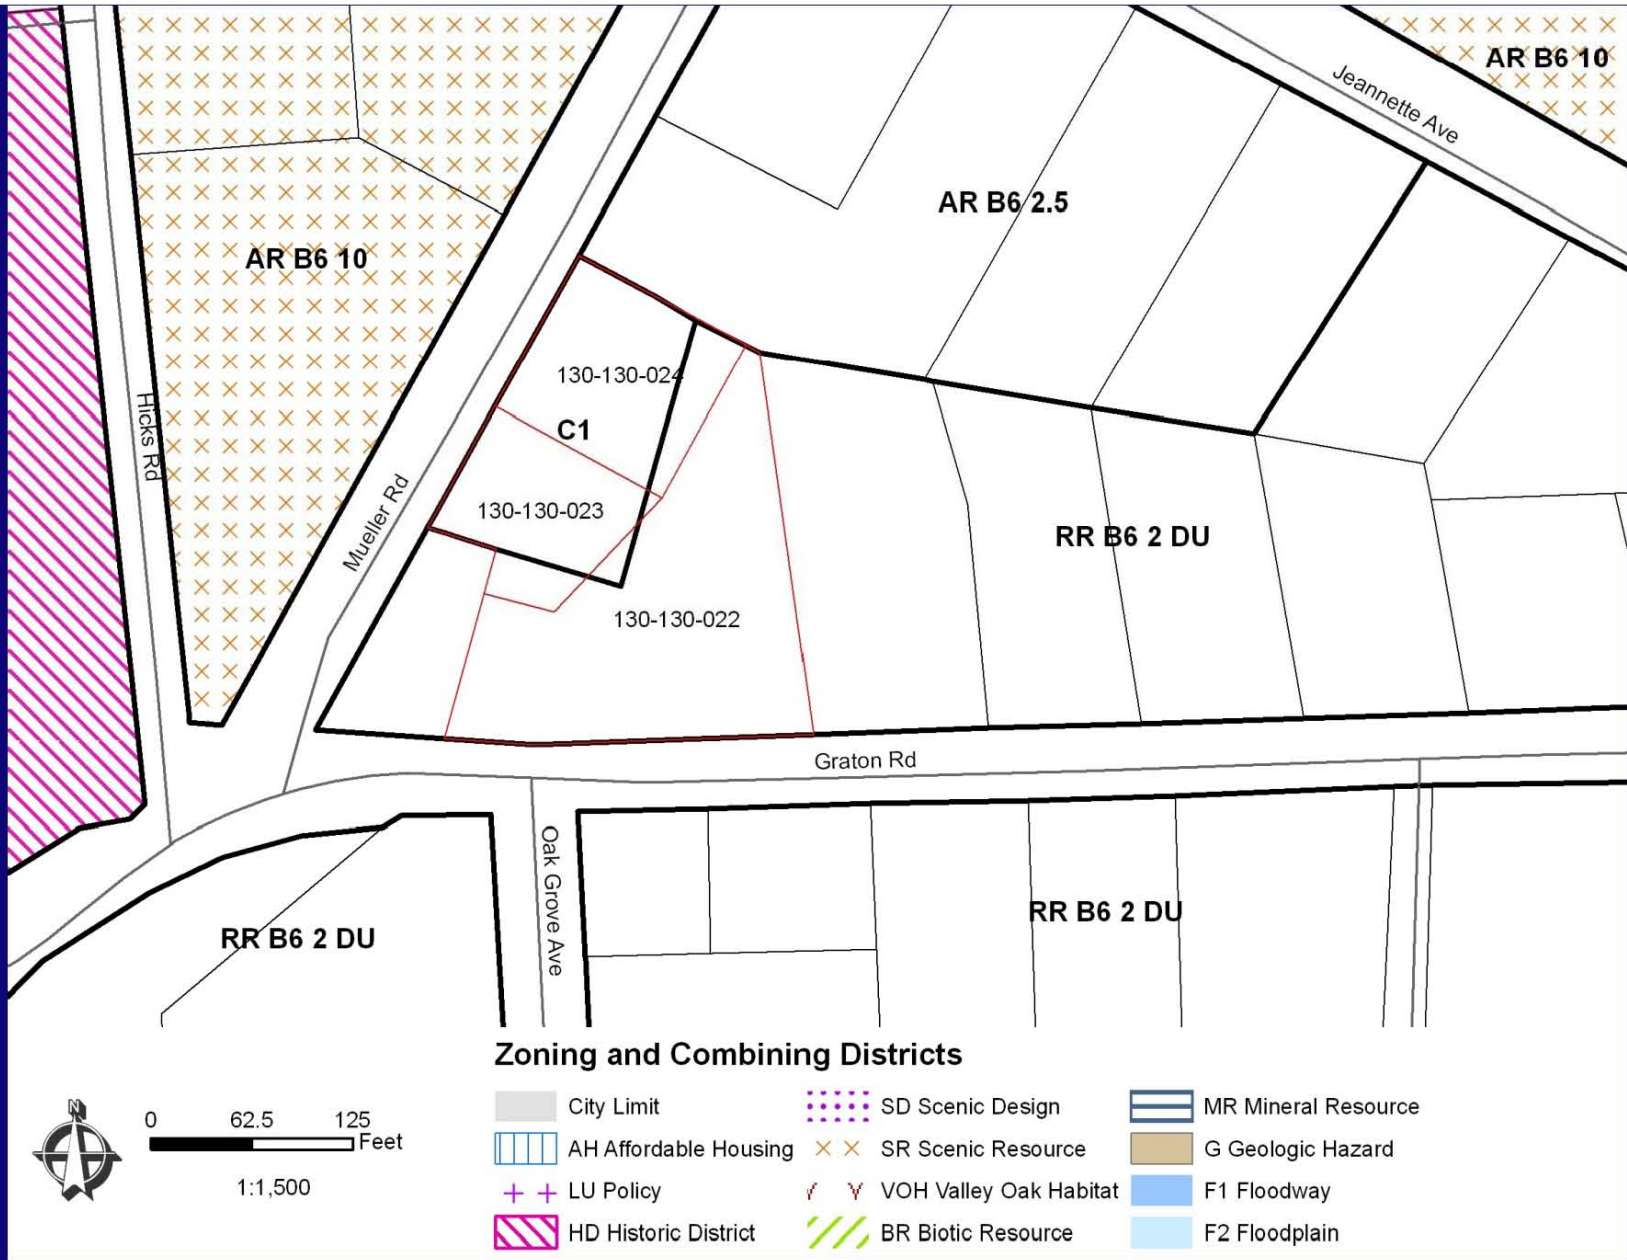 AR B6 10
Jeannette Ave
AR B6 2.5
AR B6 10
130-130-024
Hicks Rd
C1
Mueller Rd
130-130-023
RR B6 2 DU
130-130-022
Graton Rd
Oak Grove Ave
RR B6 2 DU
RR B6 2 DU
Zoning and Combining Districts
N
0 62.5 125
Feet
1:1,500
City Limit
AH Affordable Housing
LU Policy
HD Historic District
SD Scenic Design
SR Scenic Resource
VOH Valley Oak Habitat
BR Biotic Resource
MR Mineral Resource
G Geologic Hazard
F1 Floodway
F2 Floodplain